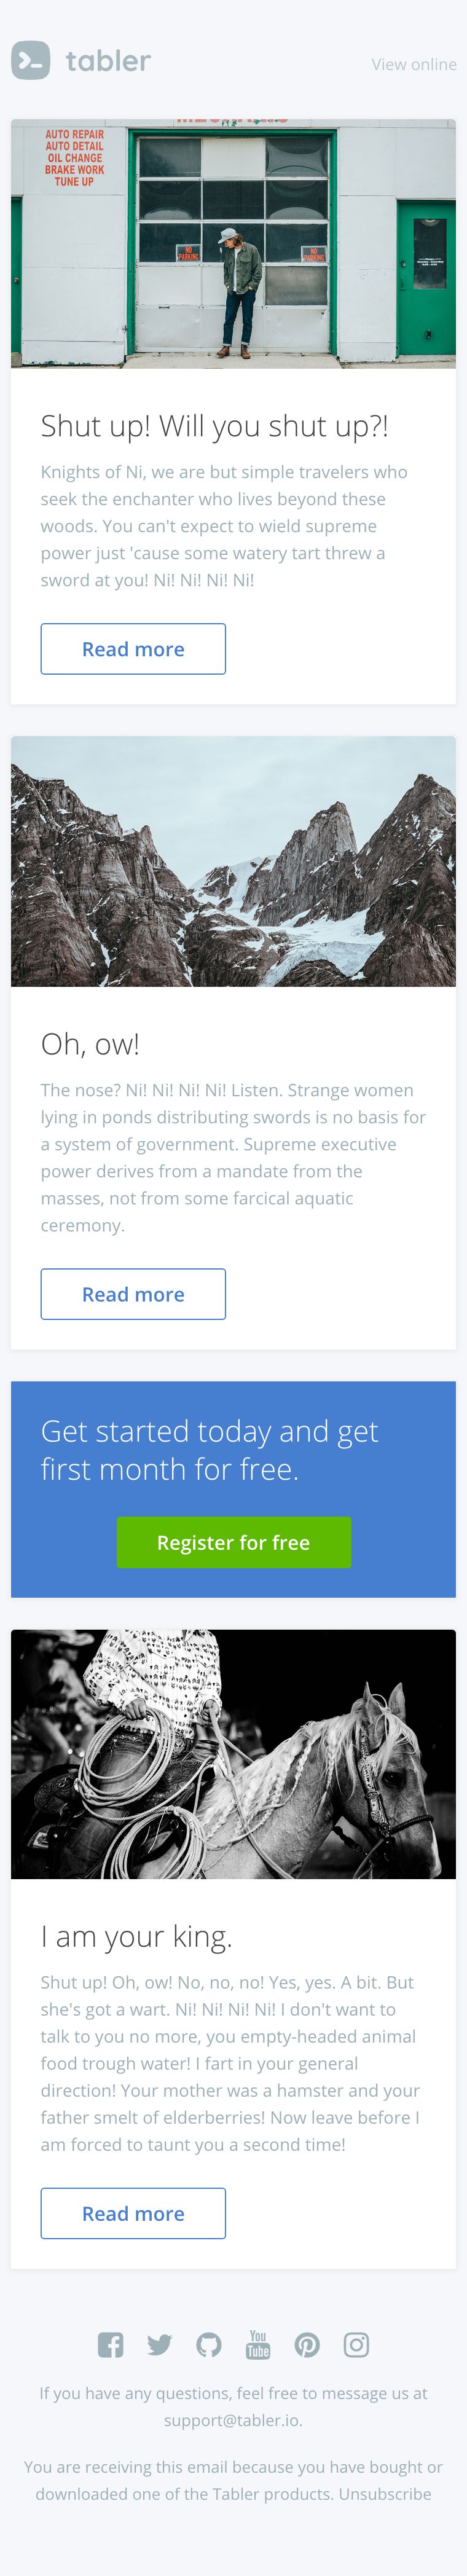 tabler
View online
AUTO REPAIR
AUTO DETAIL
OIL CHANGE
BRAKE WORK
TUNE UP
NO
PARKING
NO
PARKING
Shut up! Will you shut up?!
Knights of Ni, we are but simple travelers who
seek the enchanter who lives beyond these
woods. You can't expect to wield supreme
power just 'cause some watery tart threw a
sword at you! Ni! Ni! Ni! Ni!
Read more
Oh, ow!
The nose? Ni! Ni! Ni! Ni! Listen. Strange women
lying in ponds distributing swords is no basis for
a system of government. Supreme executive
power derives from a mandate from the
masses, not from some farcical aquatic
ceremony.
Read more
Get started today and get
first month for free.
Register for free
I am your king.
Shut up! Oh, ow! No, no, no! Yes, yes. A bit. But
she's got a wart. Ni! Ni! Ni! Ni! I don't want to
talk to you no more, you empty-headed animal
food trough water! I fart in your general
direction! Your mother was a hamster and your
father smelt of elderberries! Now leave before I
am forced to taunt you a second time!
Read more
You
Tube
If you have any questions, feel free to message us at
support@tabler.io.
You are receiving this email because you have bought or
downloaded one of the Tabler products. Unsubscribe